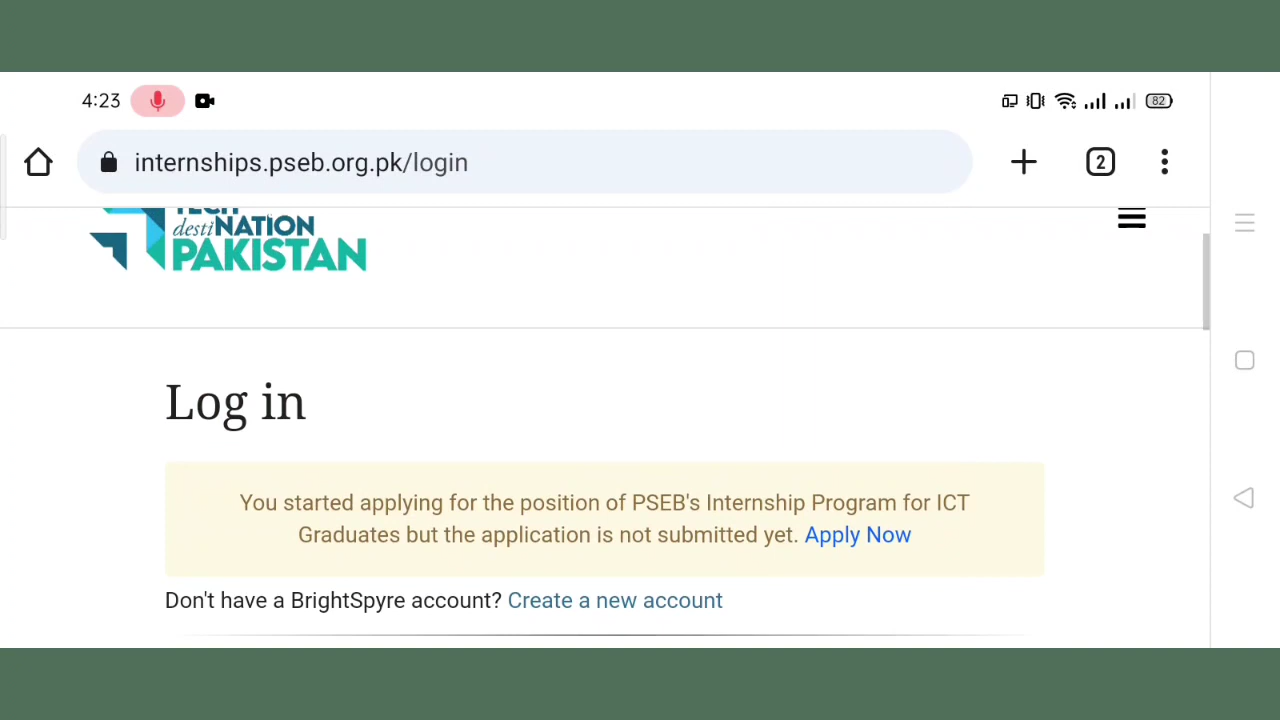 4:23
82
internships.pseb.org.pk/login
2
TECH
destiNATION
PAKISTAN
Log in
You started applying for the position of PSEB's Internship Program for ICT
Graduates but the application is not submitted yet. Apply Now
Don't have a BrightSpyre account? Create a new account